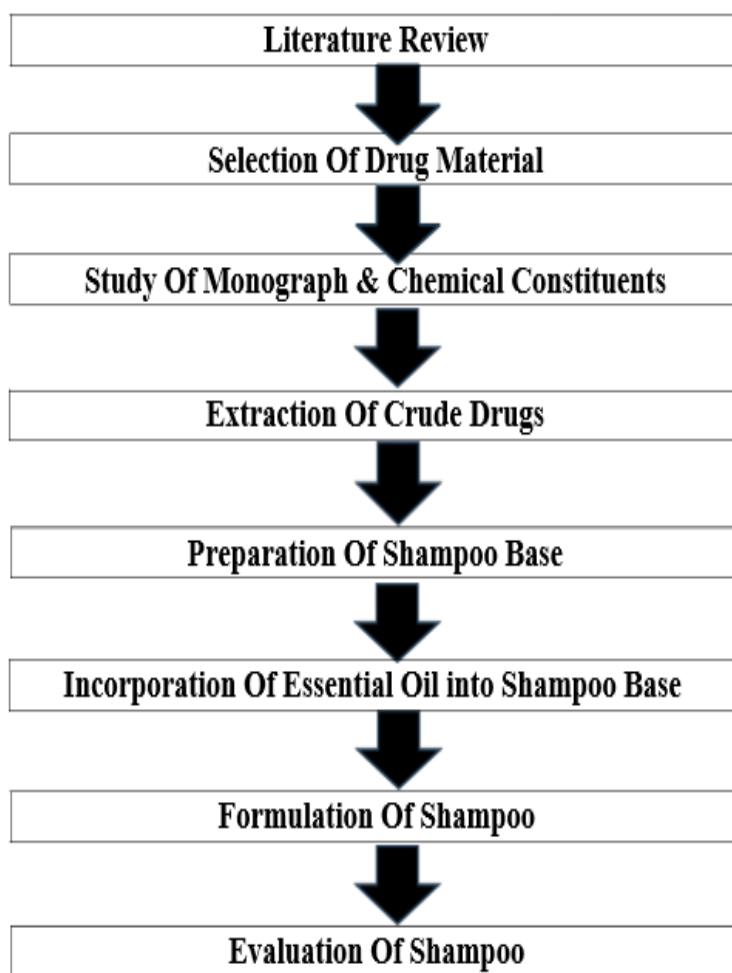 Literature Review
Selection Of Drug Material
Study Of Monograph & Chemical Constituents
Extraction Of Crude Drugs
Preparation Of Shampoo Base
Incorporation Of Essential Oil into Shampoo Base
Formulation Of Shampoo
Evaluation Of Shampoo